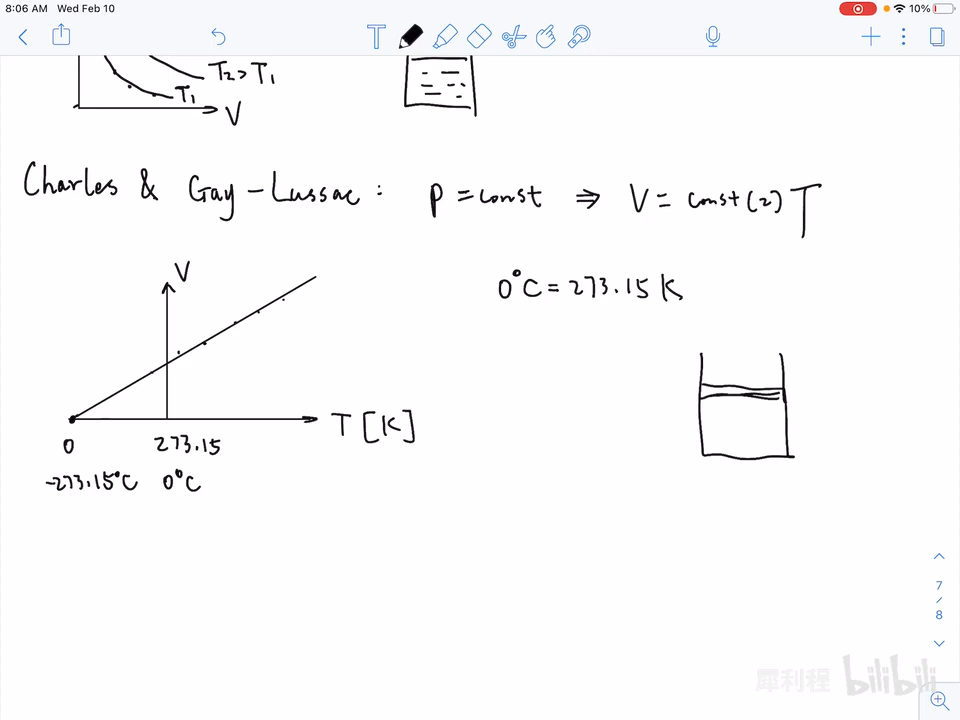 8:06 AM Wed Feb 10
10%
T₂>T₁
T₁
V
Charles & Gay-Lussac : P = const ⇒ V = const(2) T
V
0°C = 273.15 K
T [K]
0 273.15
-273.15°C 0°C
7
/
8
犀利程 bilibili